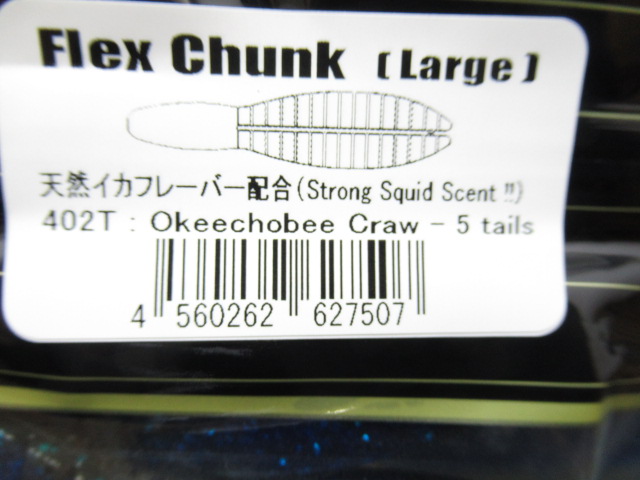 Flex Chunk [Large]
天然イカフレーバー配合(Strong Squid Scent !!)
402T : Okeechobee Craw - 5 tails
4 560262 627507